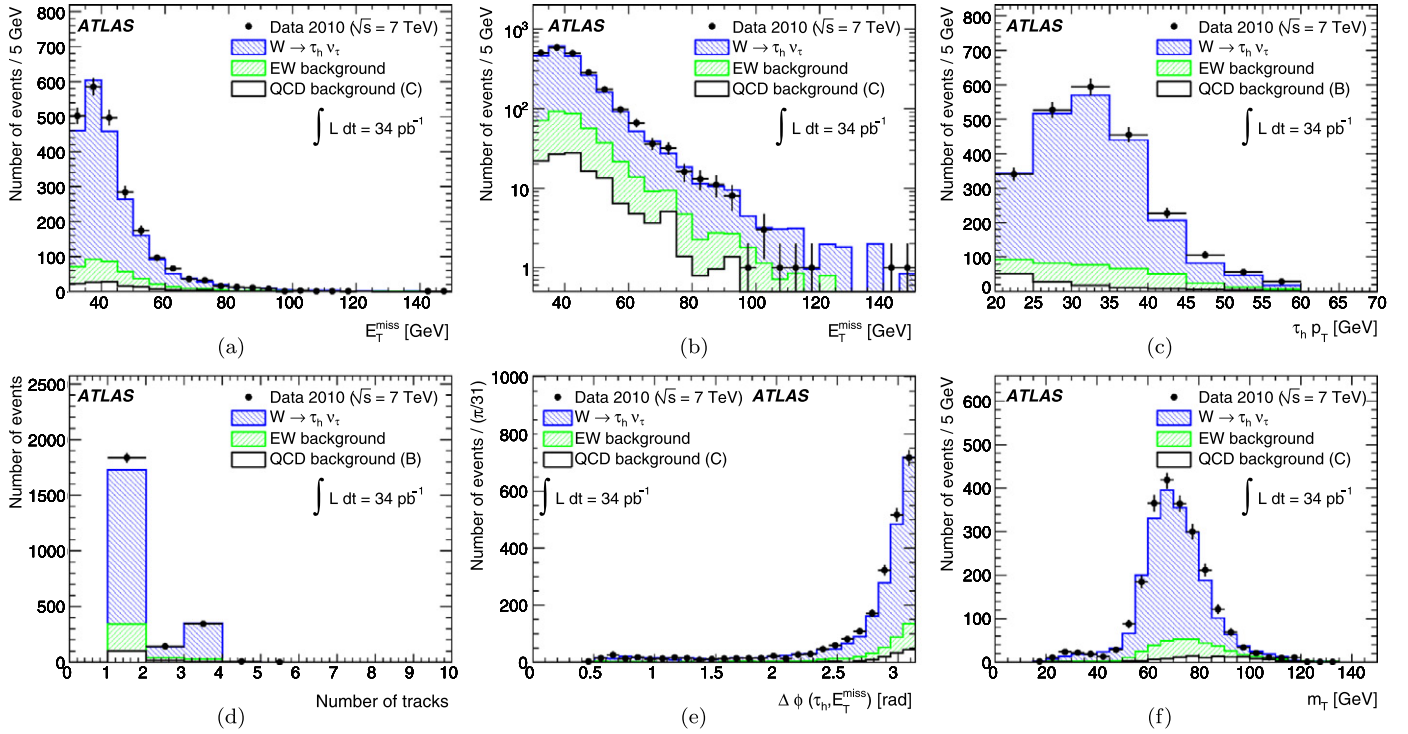 ATLAS
Data 2010 (√s = 7 TeV)
W → τh ντ
EW background
QCD background (C)
∫ L dt = 34 pb⁻¹
Number of events / 5 GeV
800
700
600
500
400
300
200
100
0
40 60 80 100 120 140
E_T^miss [GeV]
(a)
ATLAS
Data 2010 (√s = 7 TeV)
W → τh ντ
EW background
QCD background (C)
∫ L dt = 34 pb⁻¹
Number of events / 5 GeV
10³
10²
10
1
40 60 80 100 120 140
E_T^miss [GeV]
(b)
ATLAS
Data 2010 (√s = 7 TeV)
W → τh ντ
EW background
QCD background (B)
∫ L dt = 34 pb⁻¹
Number of events / 5 GeV
800
700
600
500
400
300
200
100
0
20 25 30 35 40 45 50 55 60 65 70
τh pT [GeV]
(c)
ATLAS
Data 2010 (√s = 7 TeV)
W → τh ντ
EW background
QCD background (B)
∫ L dt = 34 pb⁻¹
Number of events
2500
2000
1500
1000
500
0
0 1 2 3 4 5 6 7 8 9 10
Number of tracks
(d)
Data 2010 (√s = 7 TeV) ATLAS
W → τh ντ
EW background
QCD background (C)
∫ L dt = 34 pb⁻¹
Number of events / (π/31)
1000
800
600
400
200
0
0 0.5 1 1.5 2 2.5 3
Δ ϕ (τh, E_T^miss) [rad]
(e)
ATLAS
Data 2010 (√s = 7 TeV)
W → τh ντ
EW background
QCD background (C)
∫ L dt = 34 pb⁻¹
Number of events / 5 GeV
600
500
400
300
200
100
0
0 20 40 60 80 100 120 140
mT [GeV]
(f)